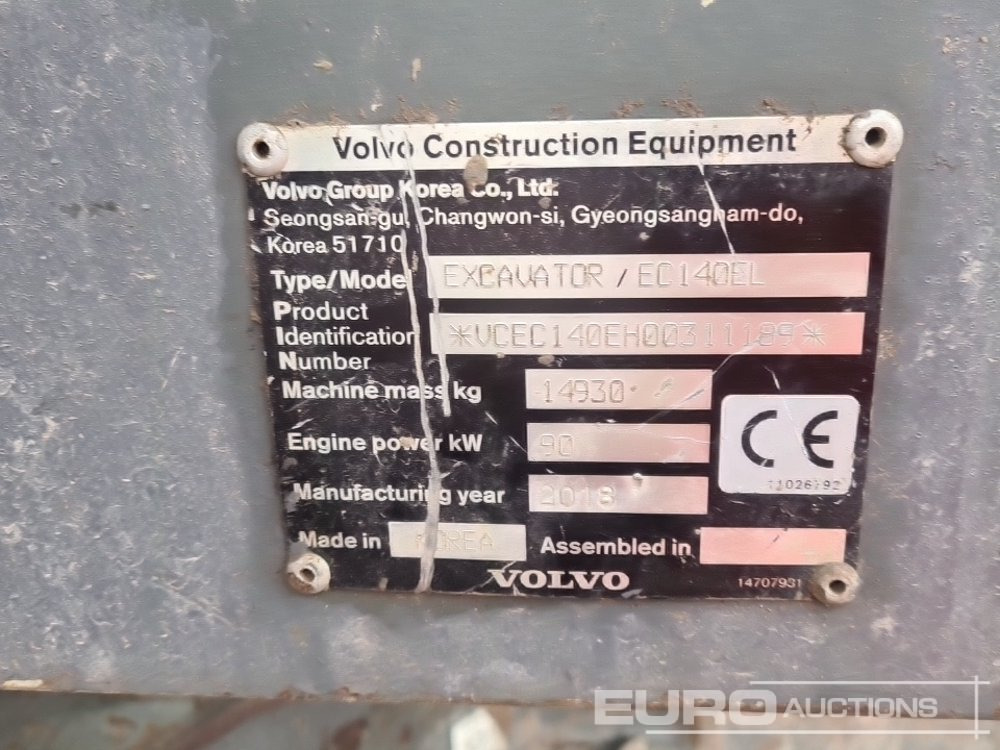 Volvo Construction Equipment
Volvo Group Korea Co., Ltd.
Seongsan-gu, Changwon-si, Gyeongsangnam-do,
Korea 51710
Type/Model EXCAVATOR / EC140EL
Product
Identification *VCEC140EH00311189*
Number
Machine mass kg 14930
Engine power kW 90
CE
11026792
Manufacturing year 2018
Made in KOREA Assembled in
VOLVO 14707931
EURO AUCTIONS